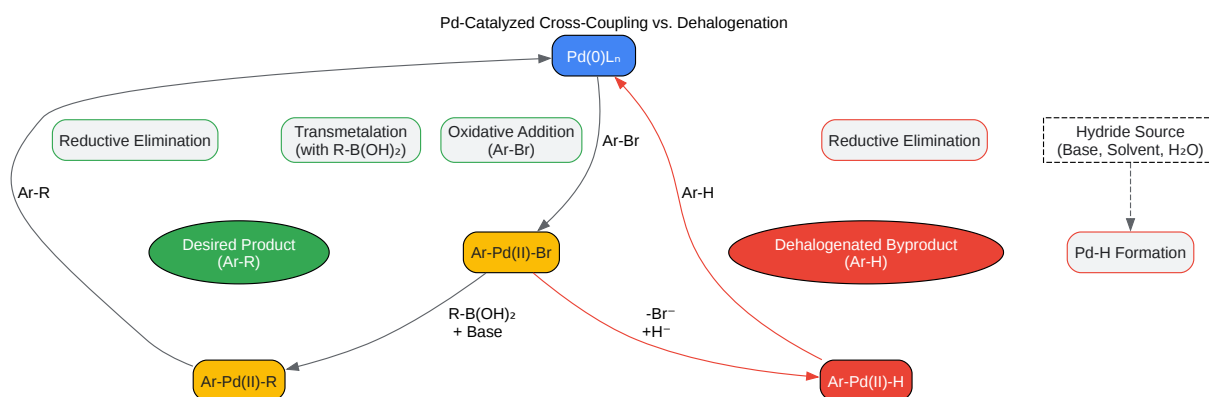 Pd-Catalyzed Cross-Coupling vs. Dehalogenation
Pd(0)Lₙ
Reductive Elimination
Transmetalation
(with R-B(OH)₂)
Oxidative Addition
(Ar-Br)
Ar-Br
Reductive Elimination
Hydride Source
(Base, Solvent, H₂O)
Ar-R
Ar-H
Desired Product
(Ar-R)
Ar-Pd(II)-Br
Dehalogenated Byproduct
(Ar-H)
Pd-H Formation
R-B(OH)₂
+ Base
-Br⁻
+H⁻
Ar-Pd(II)-R
Ar-Pd(II)-H